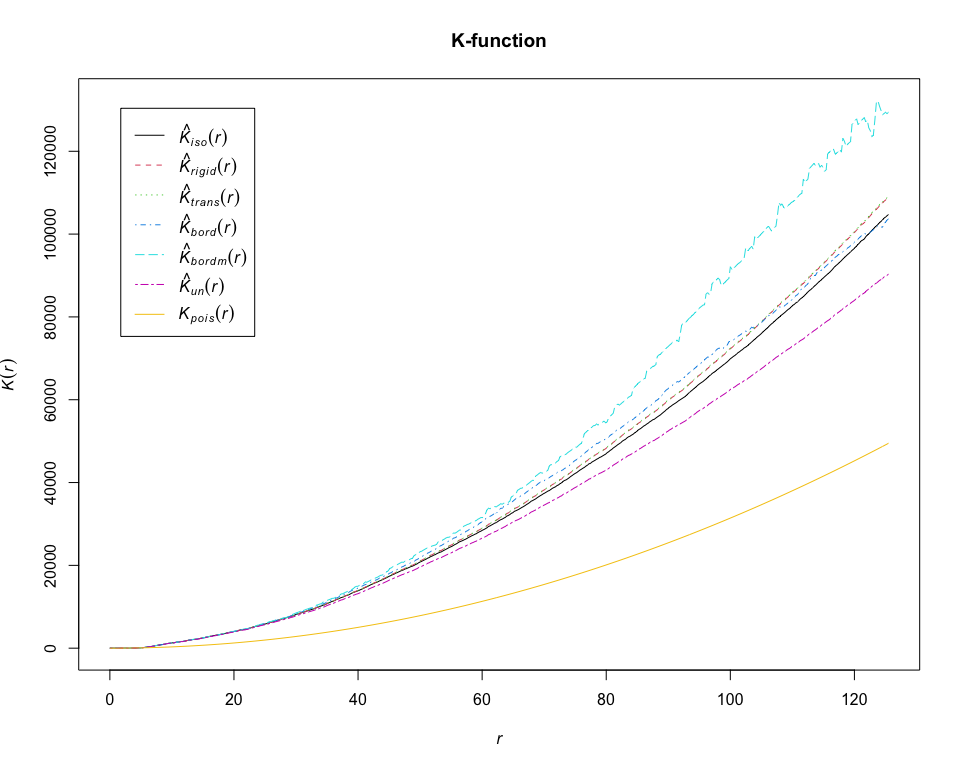 K-function
K̂iso(r)
K̂rigid(r)
K̂trans(r)
K̂bord(r)
K̂bordm(r)
K̂un(r)
Kpois(r)
K(r)
120000
100000
80000
60000
40000
20000
0
0 20 40 60 80 100 120
r